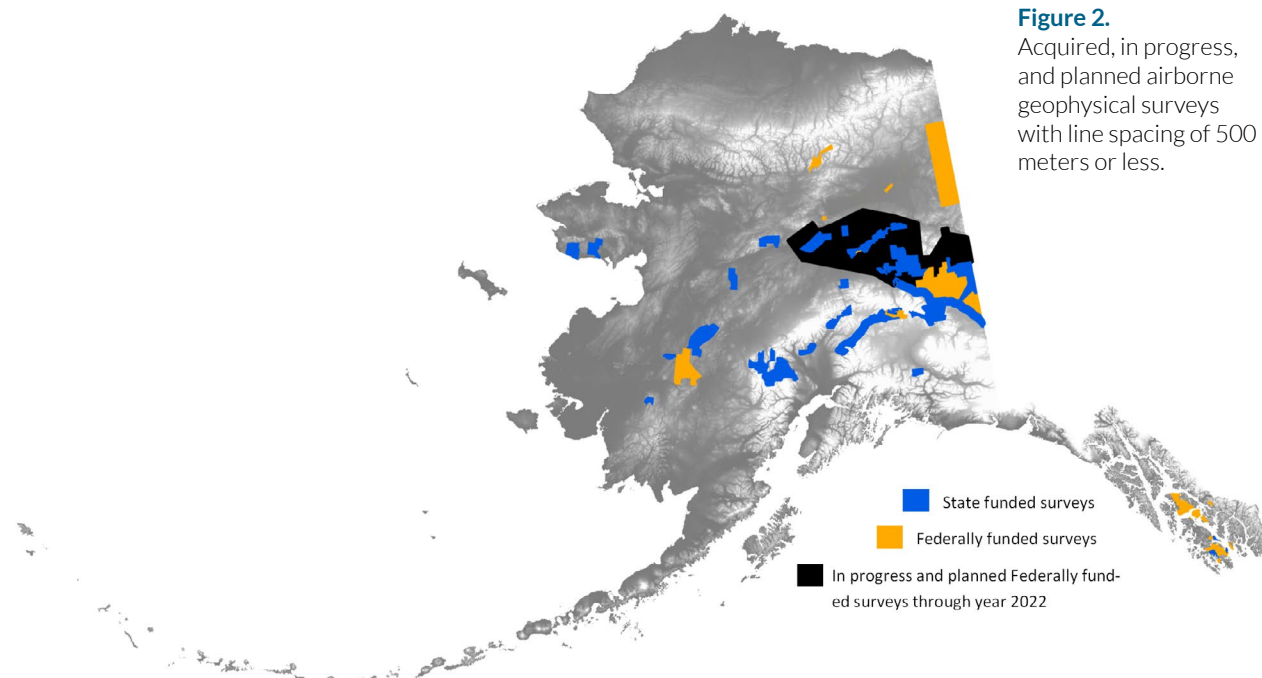 Figure 2.
Acquired, in progress,
and planned airborne
geophysical surveys
with line spacing of 500
meters or less.
State funded surveys
Federally funded surveys
In progress and planned Federally fund-
ed surveys through year 2022